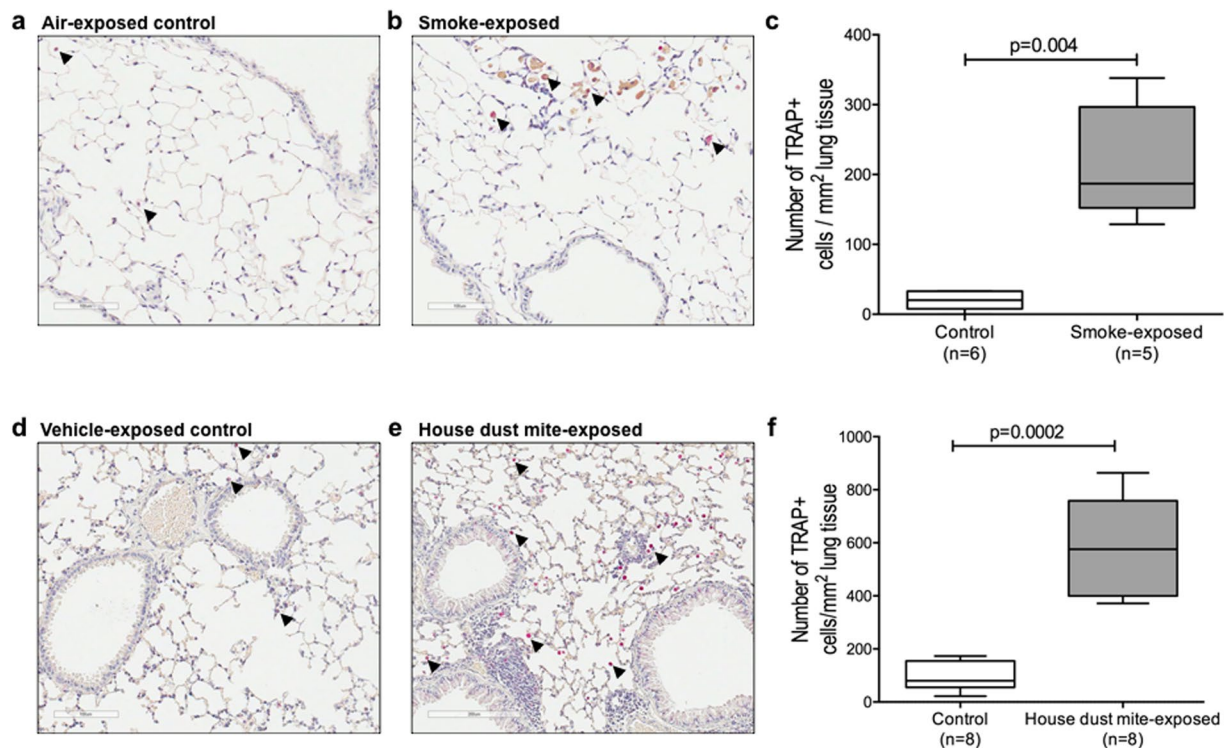 a Air-exposed control
b Smoke-exposed
c
400
300
200
100
0
Number of TRAP+
cells / mm² lung tissue
p=0.004
Control
(n=6)
Smoke-exposed
(n=5)
d Vehicle-exposed control
e House dust mite-exposed
f
1000
800
600
400
200
0
Number of TRAP+
cells/mm² lung tissue
p=0.0002
Control
(n=8)
House dust mite-exposed
(n=8)